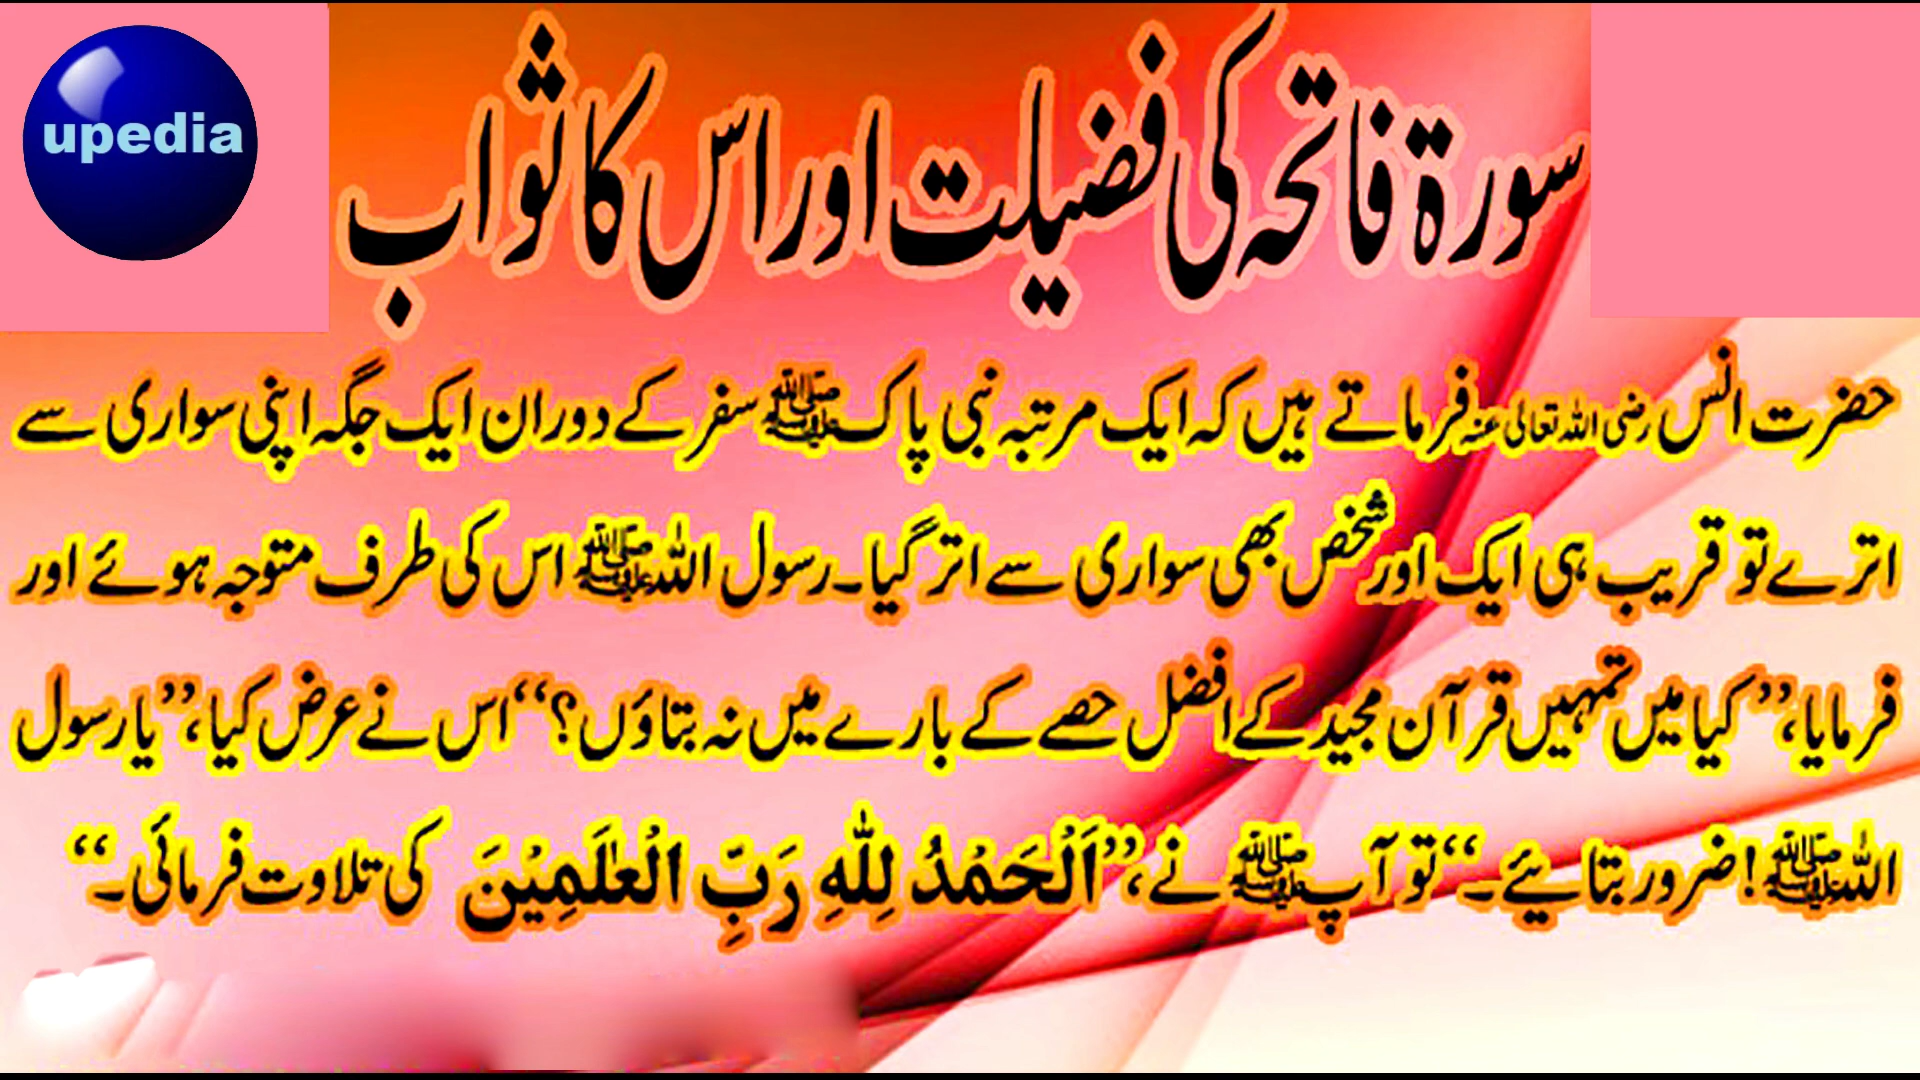 upedia
سورۃ فاتحہ کی فضیلت اور اس کا ثواب
حضرت انس رضی اللہ تعالیٰ عنہ فرماتے ہیں کہ ایک مرتبہ نبی پاک ﷺ سفر کے دوران ایک جگہ اپنی سواری سے
اترے تو قریب ہی ایک اور شخص بھی سواری سے اتر گیا۔ رسول اللہ ﷺ اس کی طرف متوجہ ہوئے اور
فرمایا، ’’کیا میں تمہیں قرآن مجید کے افضل حصے کے بارے میں نہ بتاؤں؟‘‘ اس نے عرض کیا، ’’یا رسول
اللہ ﷺ! ضرور بتائیے۔‘‘ تو آپ ﷺ نے، ’’اَلْحَمْدُ لِلّٰهِ رَبِّ الْعٰلَمِیْنَ کی تلاوت فرمائی۔‘‘